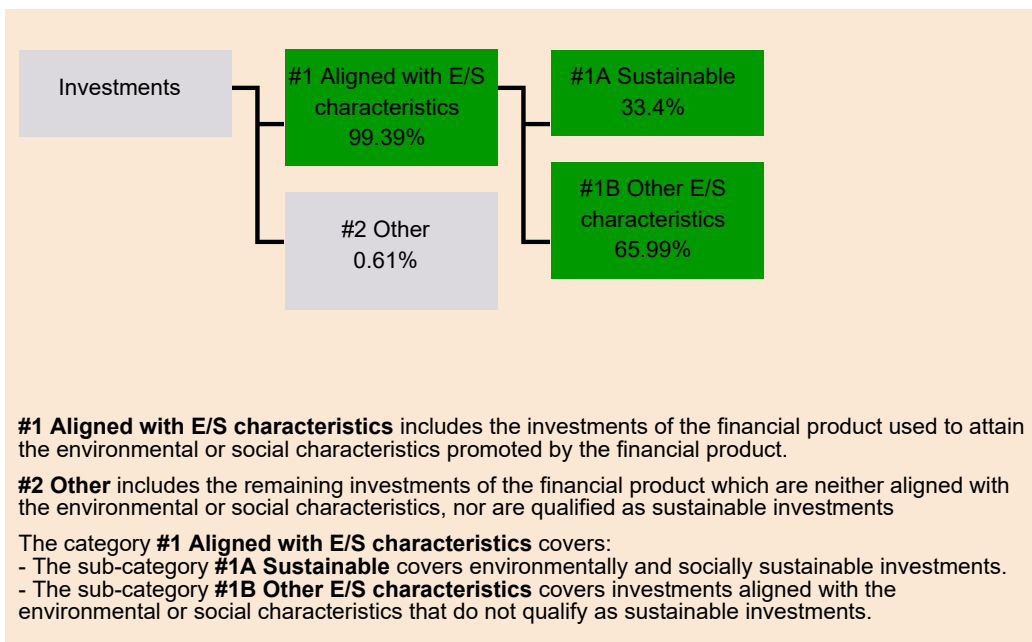 Investments
#1 Aligned with E/S
characteristics
99.39%
#2 Other
0.61%
#1A Sustainable
33.4%
#1B Other E/S
characteristics
65.99%
#1 Aligned with E/S characteristics includes the investments of the financial product used to attain
the environmental or social characteristics promoted by the financial product.
#2 Other includes the remaining investments of the financial product which are neither aligned with
the environmental or social characteristics, nor are qualified as sustainable investments
The category #1 Aligned with E/S characteristics covers:
- The sub-category #1A Sustainable covers environmentally and socially sustainable investments.
- The sub-category #1B Other E/S characteristics covers investments aligned with the
environmental or social characteristics that do not qualify as sustainable investments.